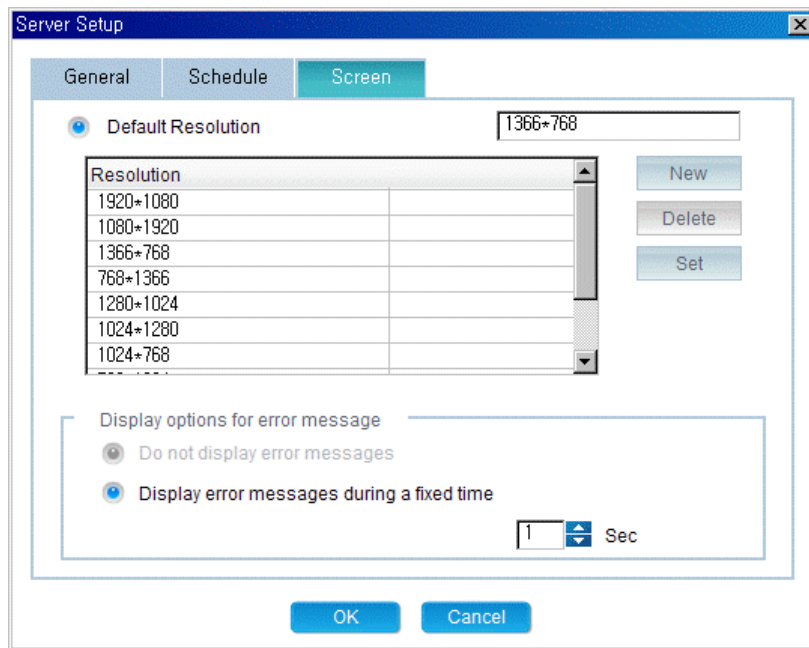 Server Setup
General Schedule Screen
Default Resolution 1366*768
Resolution
1920*1080
1080*1920
1366*768
768*1366
1280*1024
1024*1280
1024*768
New
Delete
Set
Display options for error message
Do not display error messages
Display error messages during a fixed time
1 Sec
OK Cancel